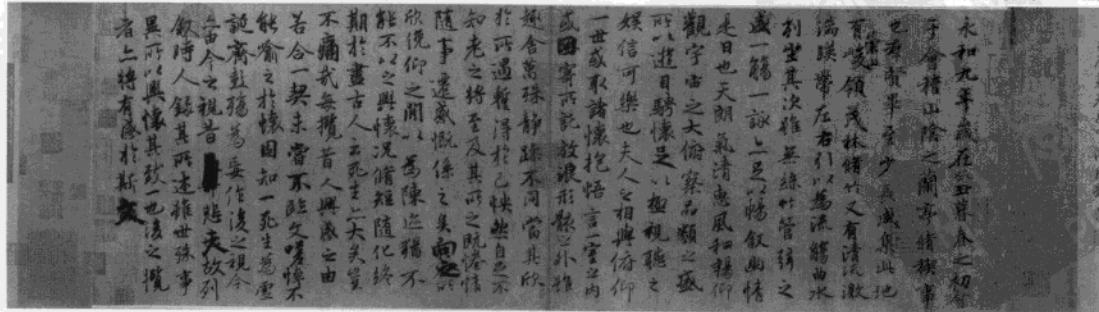 永和九年歲在癸丑暮春之初會
于會稽山陰之蘭亭脩稧事
也群賢畢至少長咸集此地
有崇山峻領茂林脩竹又有清流激
湍暎帶左右引以為流觴曲水
列坐其次雖無絲竹管弦之
盛一觴一詠亦足以暢敘幽情
是日也天朗氣清惠風和暢仰
觀宇宙之大俯察品類之盛
所以遊目騁懷足以極視聽之
娛信可樂也夫人之相與俯仰
一世或取諸懷抱悟言一室之內
或因寄所託放浪形骸之外雖
趣舍萬殊靜躁不同當其欣
於所遇暫得於己怏然自足不
知老之將至及其所之既惓情
隨事遷感慨係之矣向之所
欣俛仰之閒以為陳迹猶不
能不以之興懷況脩短隨化終
期於盡古人云死生亦大矣豈
不痛哉每攬昔人興感之由
若合一契未嘗不臨文嗟悼不
能喻之於懷固知一死生為虛
誕齊彭殤為妄作後之視今
亦由今之視昔悲夫故列
敘時人錄其所述雖世殊事
異所以興懷其致一也後之攬
者亦將有感於斯文